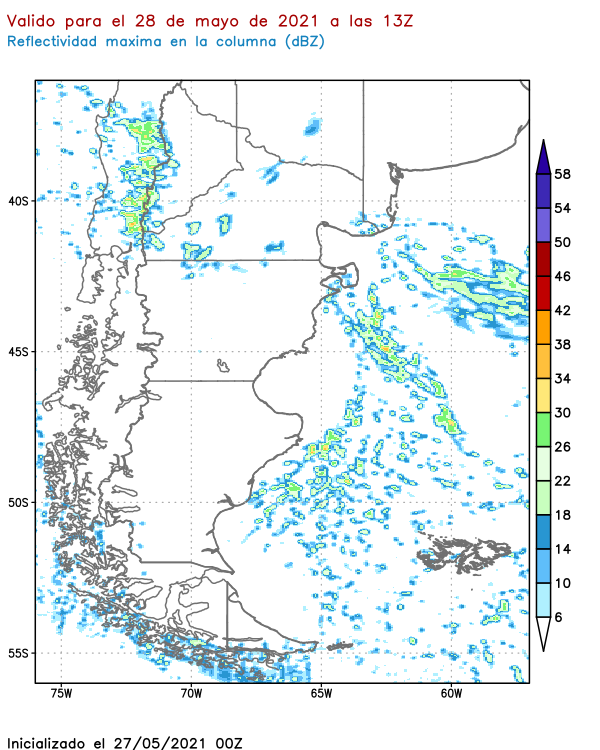 Valido para el 28 de mayo de 2021 a las 13Z
Reflectividad maxima en la columna (dBZ)
58
54
50
46
42
38
34
30
26
22
18
14
10
6
40S
45S
50S
55S
75W
70W
65W
60W
Inicializado el 27/05/2021 00Z